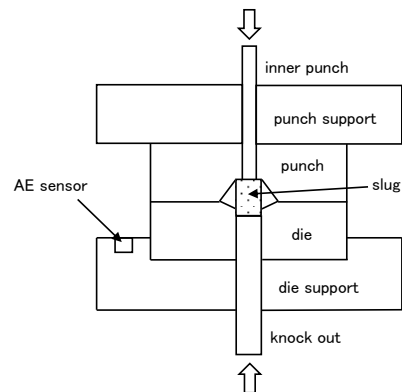 inner punch
punch support
punch
AE sensor
slug
die
die support
knock out